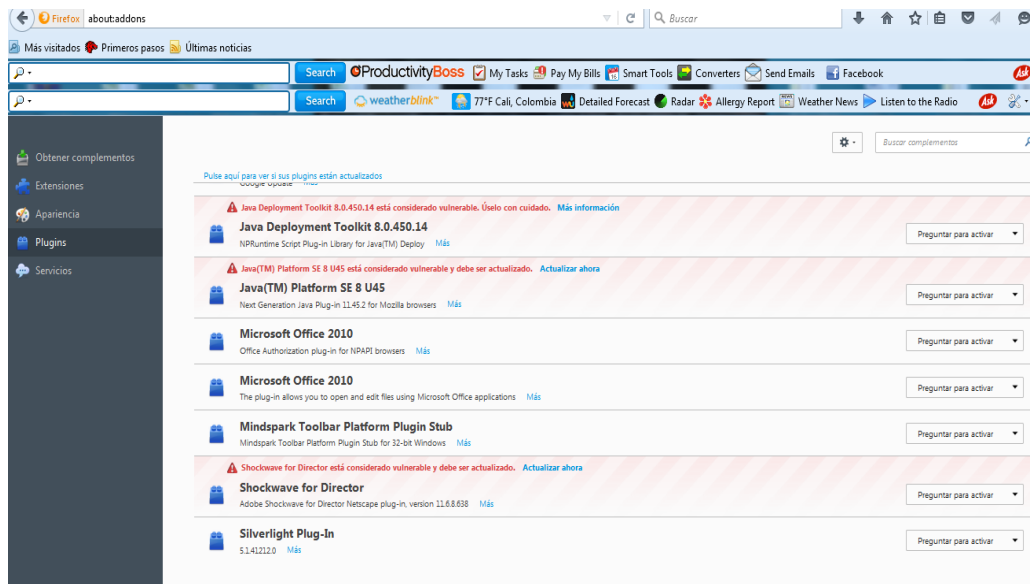 Firefox about:addons Buscar
Más visitados Primeros pasos Últimas noticias
Search ProductivityBoss My Tasks Pay My Bills Smart Tools Converters Send Emails Facebook Ask
Search weatherblink™ 77°F Cali, Colombia Detailed Forecast Radar Allergy Report Weather News Listen to the Radio Ask
Buscar complementos
Obtener complementos
Extensiones
Apariencia
Plugins
Servicios
Pulse aquí para ver si sus plugins están actualizados
Google Update Más
Java Deployment Toolkit 8.0.450.14 está considerado vulnerable. Úselo con cuidado. Más información
Java Deployment Toolkit 8.0.450.14
NPRuntime Script Plug-in Library for Java(TM) Deploy Más
Preguntar para activar
Java(TM) Platform SE 8 U45 está considerado vulnerable y debe ser actualizado. Actualizar ahora
Java(TM) Platform SE 8 U45
Next Generation Java Plug-in 11.45.2 for Mozilla browsers Más
Preguntar para activar
Microsoft Office 2010
Office Authorization plug-in for NPAPI browsers Más
Preguntar para activar
Microsoft Office 2010
The plug-in allows you to open and edit files using Microsoft Office applications Más
Preguntar para activar
Mindspark Toolbar Platform Plugin Stub
Mindspark Toolbar Platform Plugin Stub for 32-bit Windows Más
Preguntar para activar
Shockwave for Director está considerado vulnerable y debe ser actualizado. Actualizar ahora
Shockwave for Director
Adobe Shockwave for Director Netscape plug-in, version 11.6.8.638 Más
Preguntar para activar
Silverlight Plug-In
5.1.41212.0 Más
Preguntar para activar